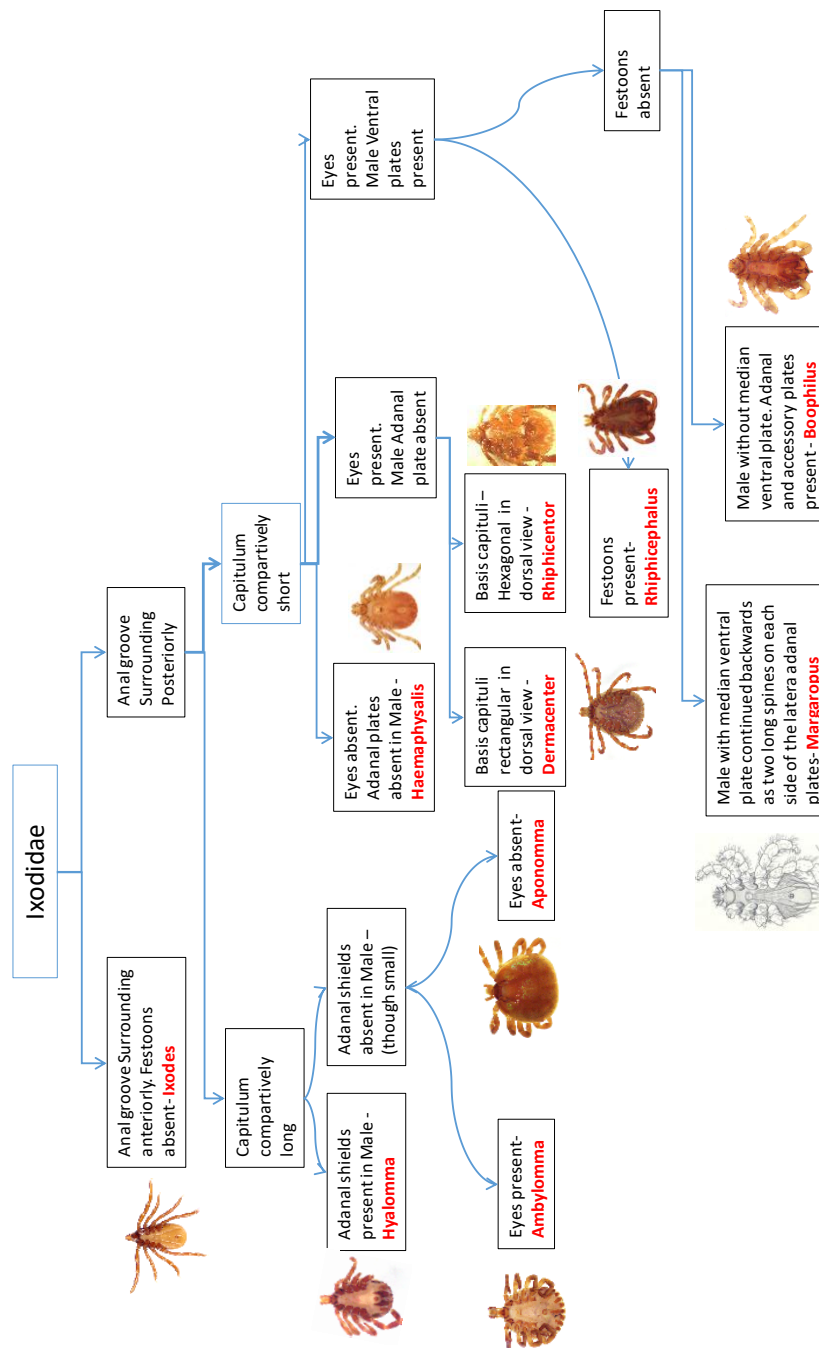 Ixodidae
Anal groove Surrounding
anteriorly. Festoons
absent- Ixodes
Anal groove
Surrounding
Posteriorly
Capitulum
compartively
long
Capitulum
compartively
short
Adanal shields
present in Male -
Hyalomma
Adanal shields
absent in Male –
(though small)
Eyes absent.
Adanal plates
absent in Male -
Haemaphysalis
Eyes
present.
Male Adanal
plate absent
Eyes
present.
Male Ventral
plates
present
Eyes present-
Ambylomma
Eyes absent-
Aponomma
Basis capituli
rectangular in
dorsal view -
Dermacenter
Basis capituli –
Hexagonal in
dorsal view -
Rhiphicentor
Festoons
present-
Rhiphicephalus
Festoons
absent
Male with median ventral
plate continued backwards
as two long spines on each
side of the latera adanal
plates- Margaropus
Male without median
ventral plate. Adanal
and accessory plates
present - Boophilus